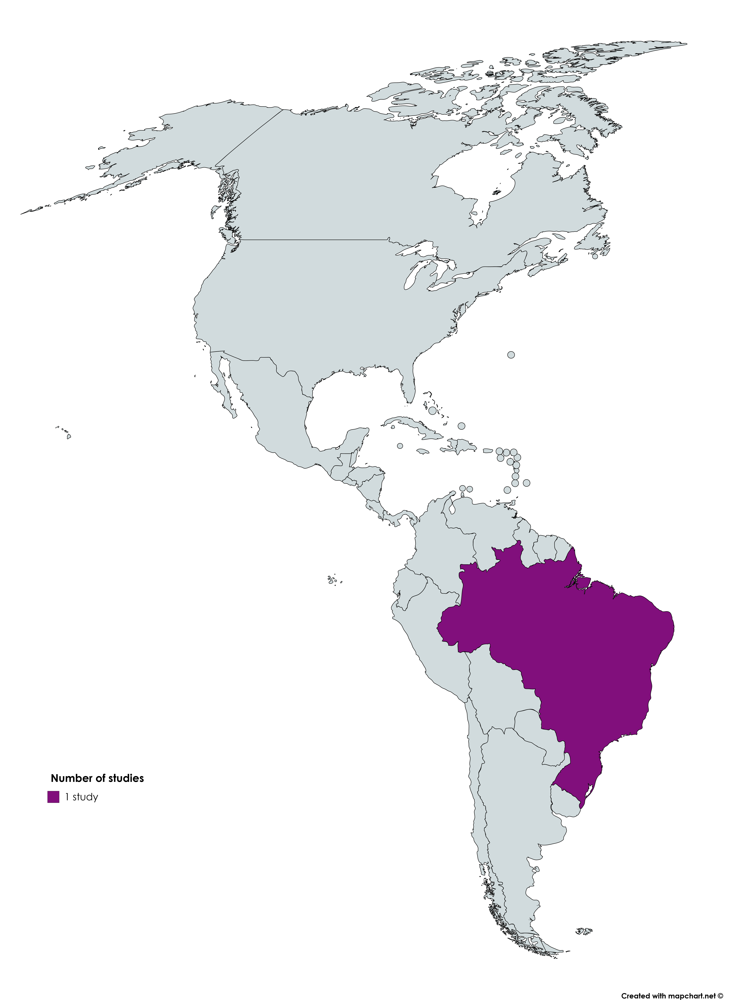 Number of studies
1 study
Created with mapchart.net ©